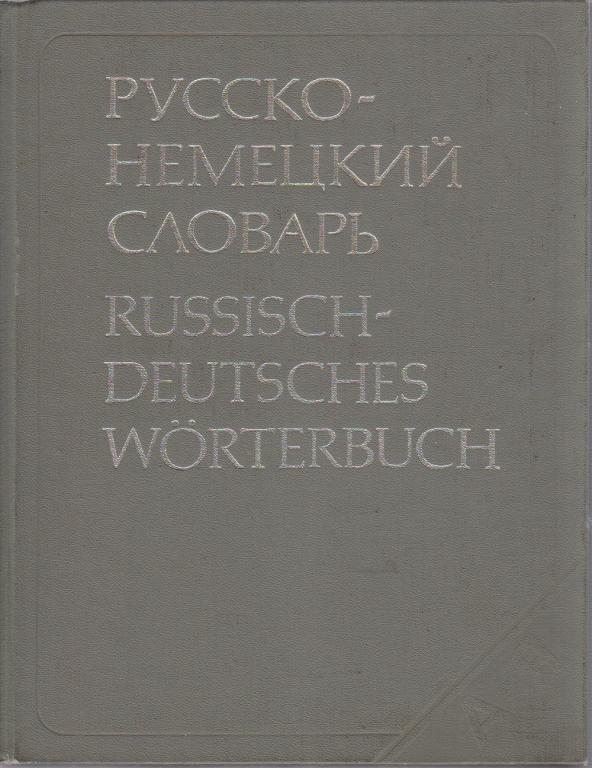 РУССКО-
НЕМЕЦКИЙ
СЛОВАРЬ
RUSSISCH-
DEUTSCHES
WÖRTERBUCH